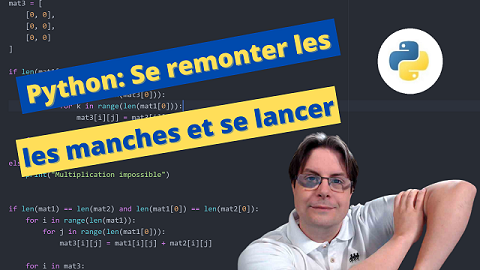 mat3 = [
[0, 0],
[0, 0],
[0, 0]
]
if len(mat
Python: Se remonter les
[0])):
for k in range(len(mat1[0])):
mat3[i][j] = mat
les manches et se lancer
els
print("Multiplication impossible")
if len(mat1) == len(mat2) and len(mat1[0]) == len(mat2[0]):
for i in range(len(mat1)):
for j in range(len(mat1[0])):
mat3[i][j] = mat1[i][j] + mat2[i][j]
for i in mat3: